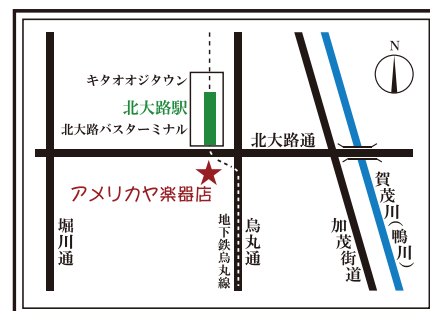 N
キタオオジタウン
北大路駅
北大路バスターミナル
北大路通
アメリカヤ楽器店
堀川通
地下鉄烏丸線
烏丸通
加茂街道
賀茂川(鴨川)